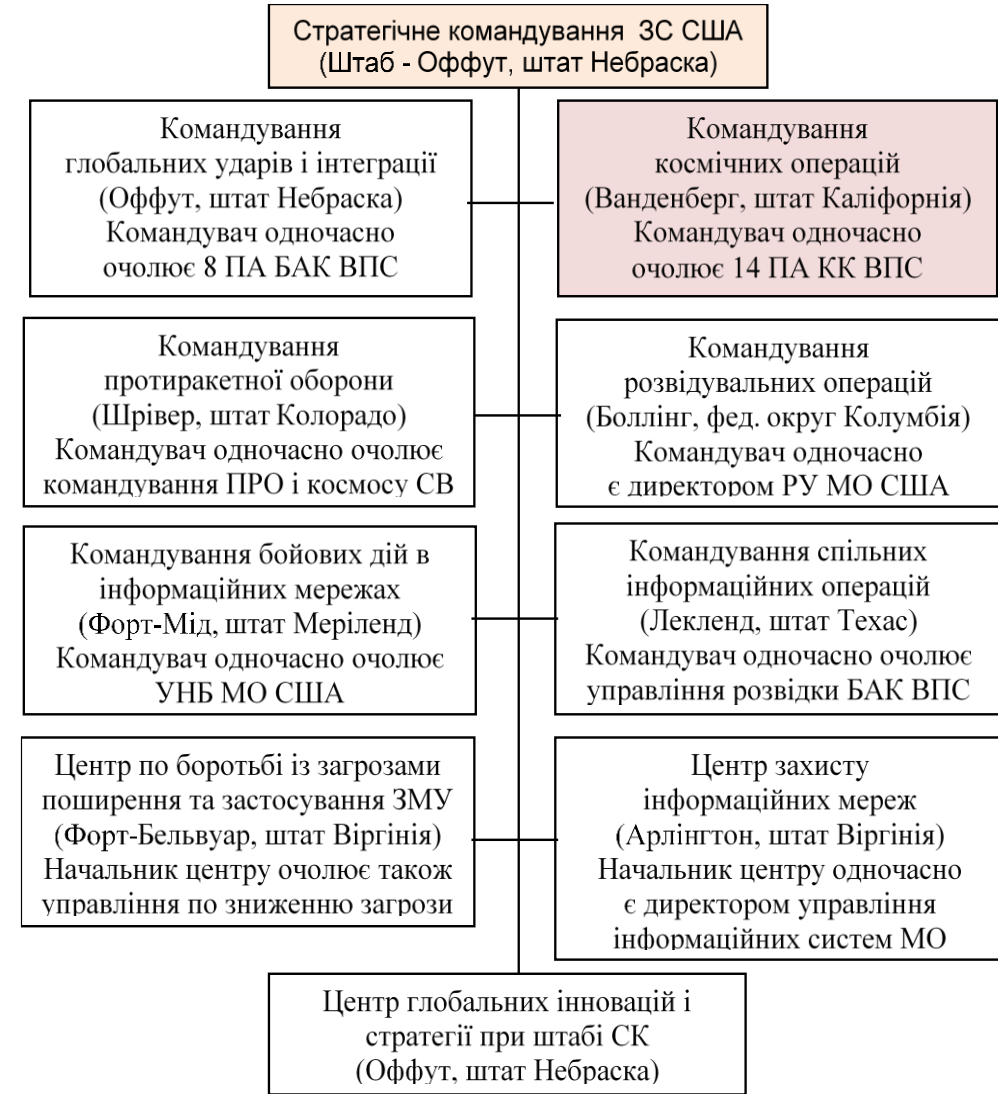 Стратегічне командування ЗС США
(Штаб - Оффут, штат Небраска)
Командування
глобальних ударів і інтеграції
(Оффут, штат Небраска)
Командувач одночасно
очолює 8 ПА БАК ВПС
Командування
космічних операцій
(Ванденберг, штат Каліфорнія)
Командувач одночасно
очолює 14 ПА КК ВПС
Командування
протиракетної оборони
(Шрівер, штат Колорадо)
Командувач одночасно очолює
командування ПРО і космосу СВ
Командування
розвідувальних операцій
(Боллінг, фед. округ Колумбія)
Командувач одночасно
є директором РУ МО США
Командування бойових дій в
інформаційних мережах
(Форт-Мід, штат Меріленд)
Командувач одночасно очолює
УНБ МО США
Командування спільних
інформаційних операцій
(Лекленд, штат Техас)
Командувач одночасно очолює
управління розвідки БАК ВПС
Центр по боротьбі із загрозами
поширення та застосування ЗМУ
(Форт-Бельвуар, штат Віргінія)
Начальник центру очолює також
управління по зниженню загрози
Центр захисту
інформаційних мереж
(Арлінгтон, штат Віргінія)
Начальник центру одночасно
є директором управління
інформаційних систем МО
Центр глобальних інновацій і
стратегії при штабі СК
(Оффут, штат Небраска)